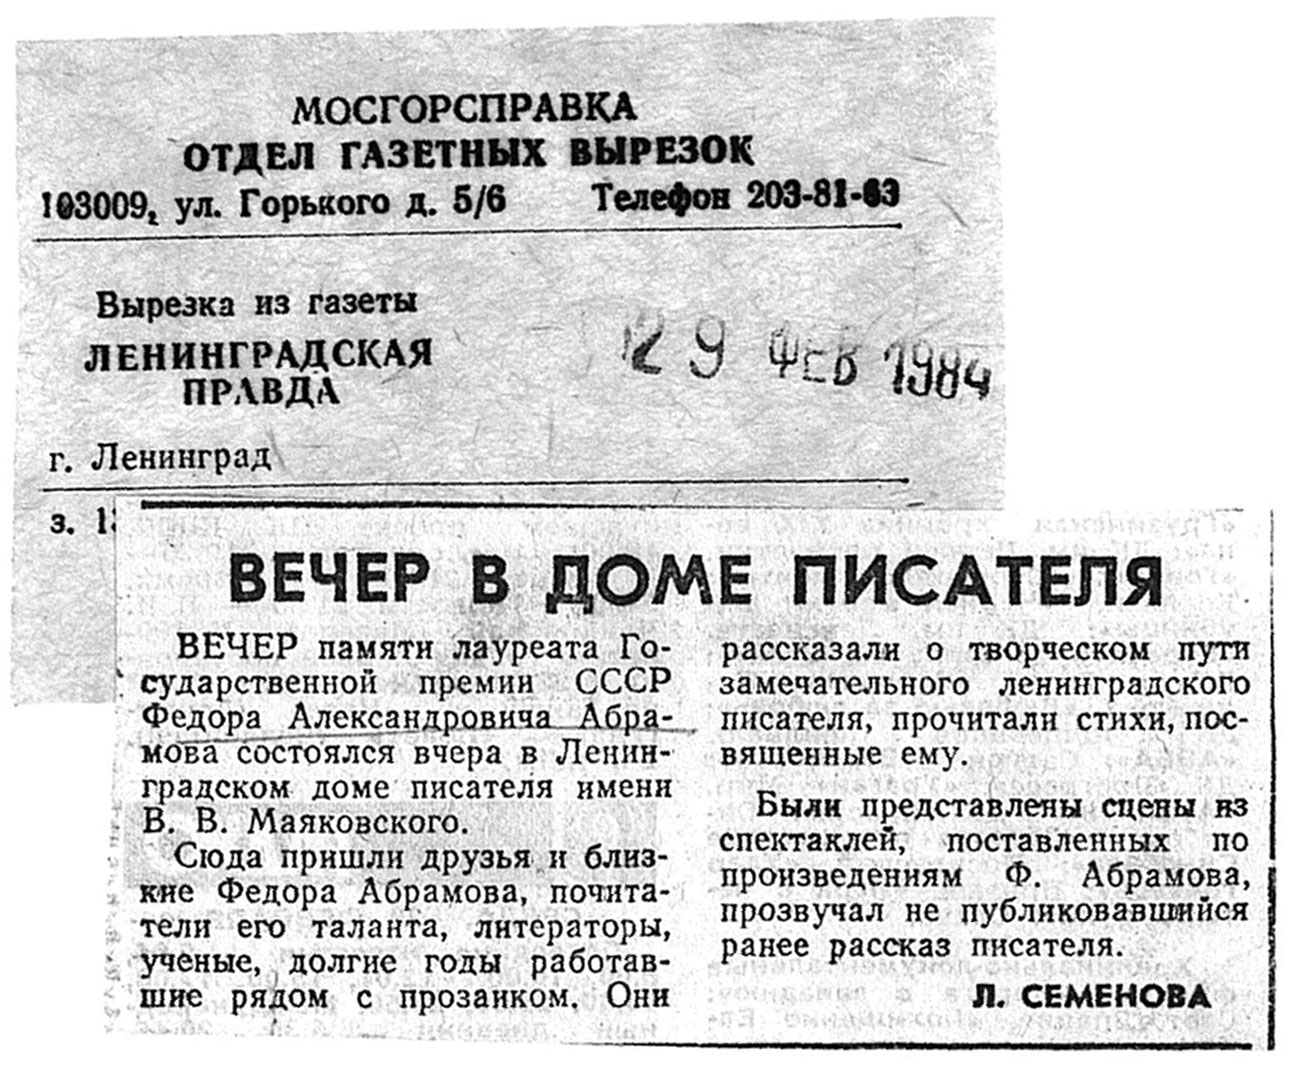 МОСГОРСПРАВКА
ОТДЕЛ ГАЗЕТНЫХ ВЫРЕЗОК
103009, ул. Горького д. 5/6 Телефон 203-81-63
Вырезка из газеты
ЛЕНИНГРАДСКАЯ
ПРАВДА
29 ФЕВ 1984
г. Ленинград
з.
ВЕЧЕР В ДОМЕ ПИСАТЕЛЯ
ВЕЧЕР памяти лауреата Го-
сударственной премии СССР
Федора Александровича Абра-
мова состоялся вчера в Ленин-
градском доме писателя имени
В. В. Маяковского.
Сюда пришли друзья и близ-
кие Федора Абрамова, почита-
тели его таланта, литераторы,
ученые, долгие годы работав-
шие рядом с прозаиком. Они
рассказали о творческом пути
замечательного ленинградского
писателя, прочитали стихи, пос-
вященные ему.
Были представлены сцены из
спектаклей, поставленных по
произведениям Ф. Абрамова,
прозвучал не публиковавшийся
ранее рассказ писателя.
Л. СЕМЕНОВА